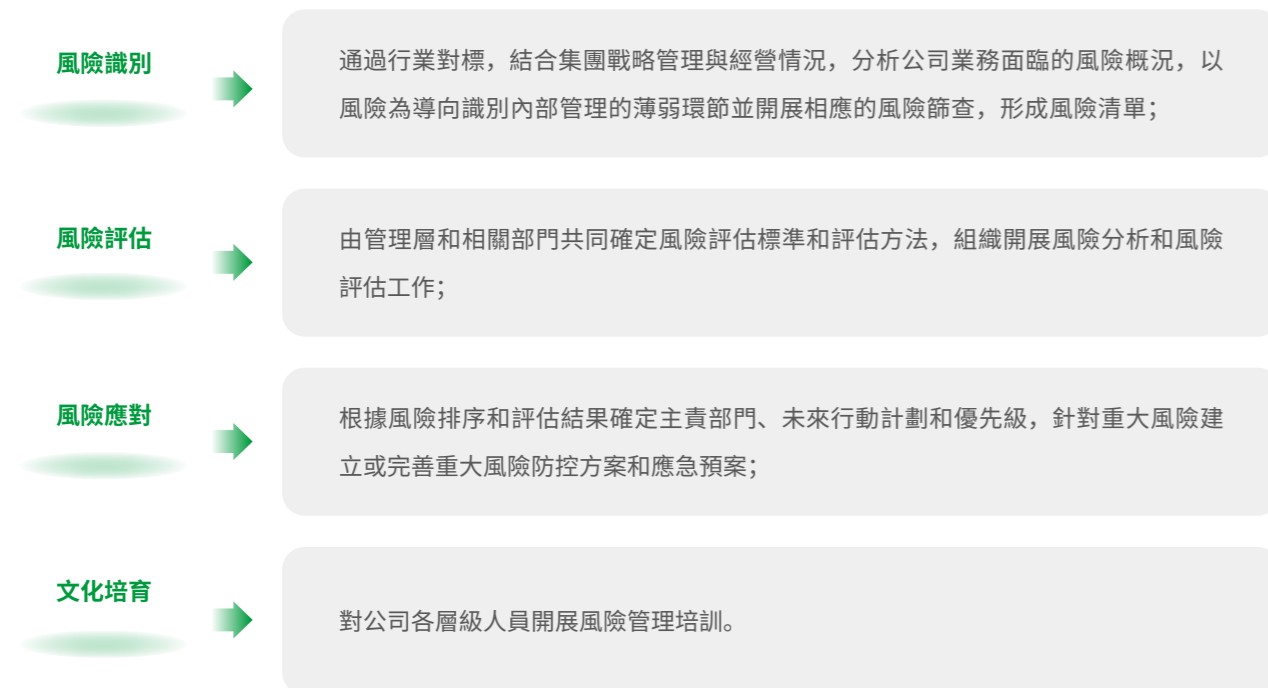 風險識別
通過行業對標，結合集團戰略管理與經營情況，分析公司業務面臨的風險概況，以
風險為導向識別內部管理的薄弱環節並開展相應的風險篩查，形成風險清單；
風險評估
由管理層和相關部門共同確定風險評估標準和評估方法，組織開展風險分析和風險
評估工作；
風險應對
根據風險排序和評估結果確定主責部門、未來行動計劃和優先級，針對重大風險建
立或完善重大風險防控方案和應急預案；
文化培育
對公司各層級人員開展風險管理培訓。